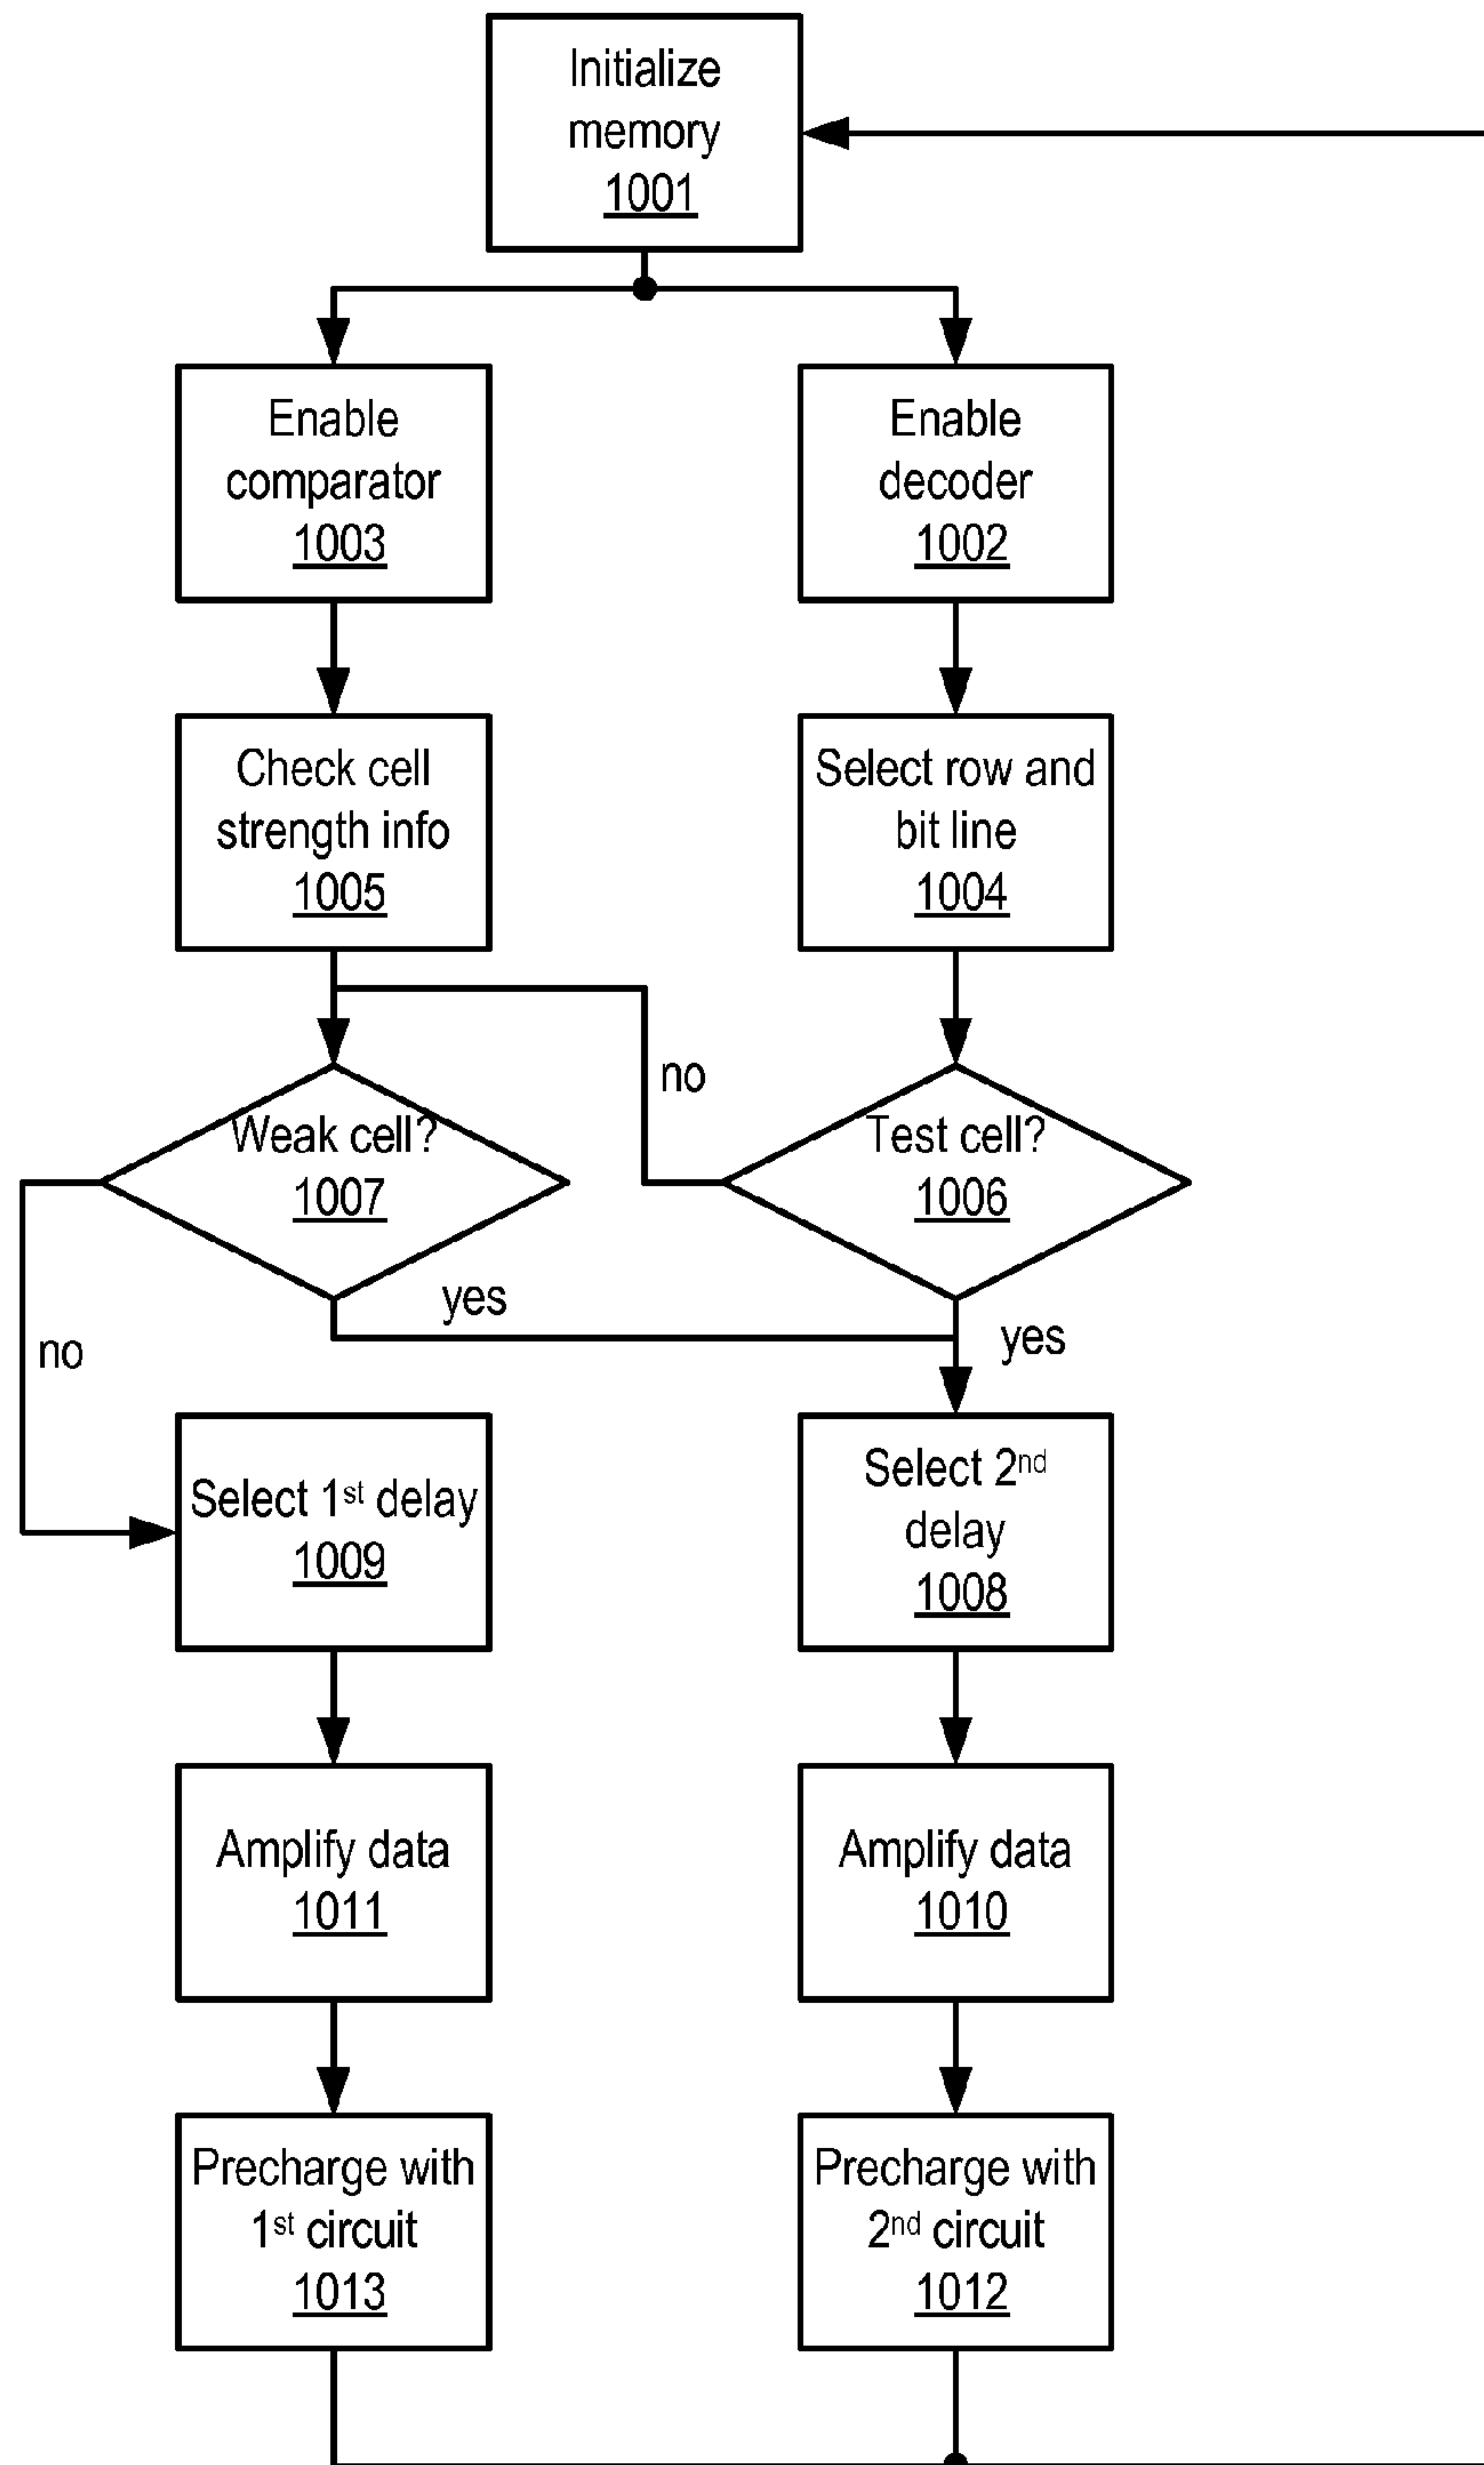 Initialize
memory
1001
Enable
comparator
1003
Enable
decoder
1002
Check cell
strength info
1005
Select row and
bit line
1004
no
Weak cell?
1007
Test cell?
1006
yes
yes
no
Select 1st delay
1009
Select 2nd
delay
1008
Amplify data
1011
Amplify data
1010
Precharge with
1st circuit
1013
Precharge with
2nd circuit
1012